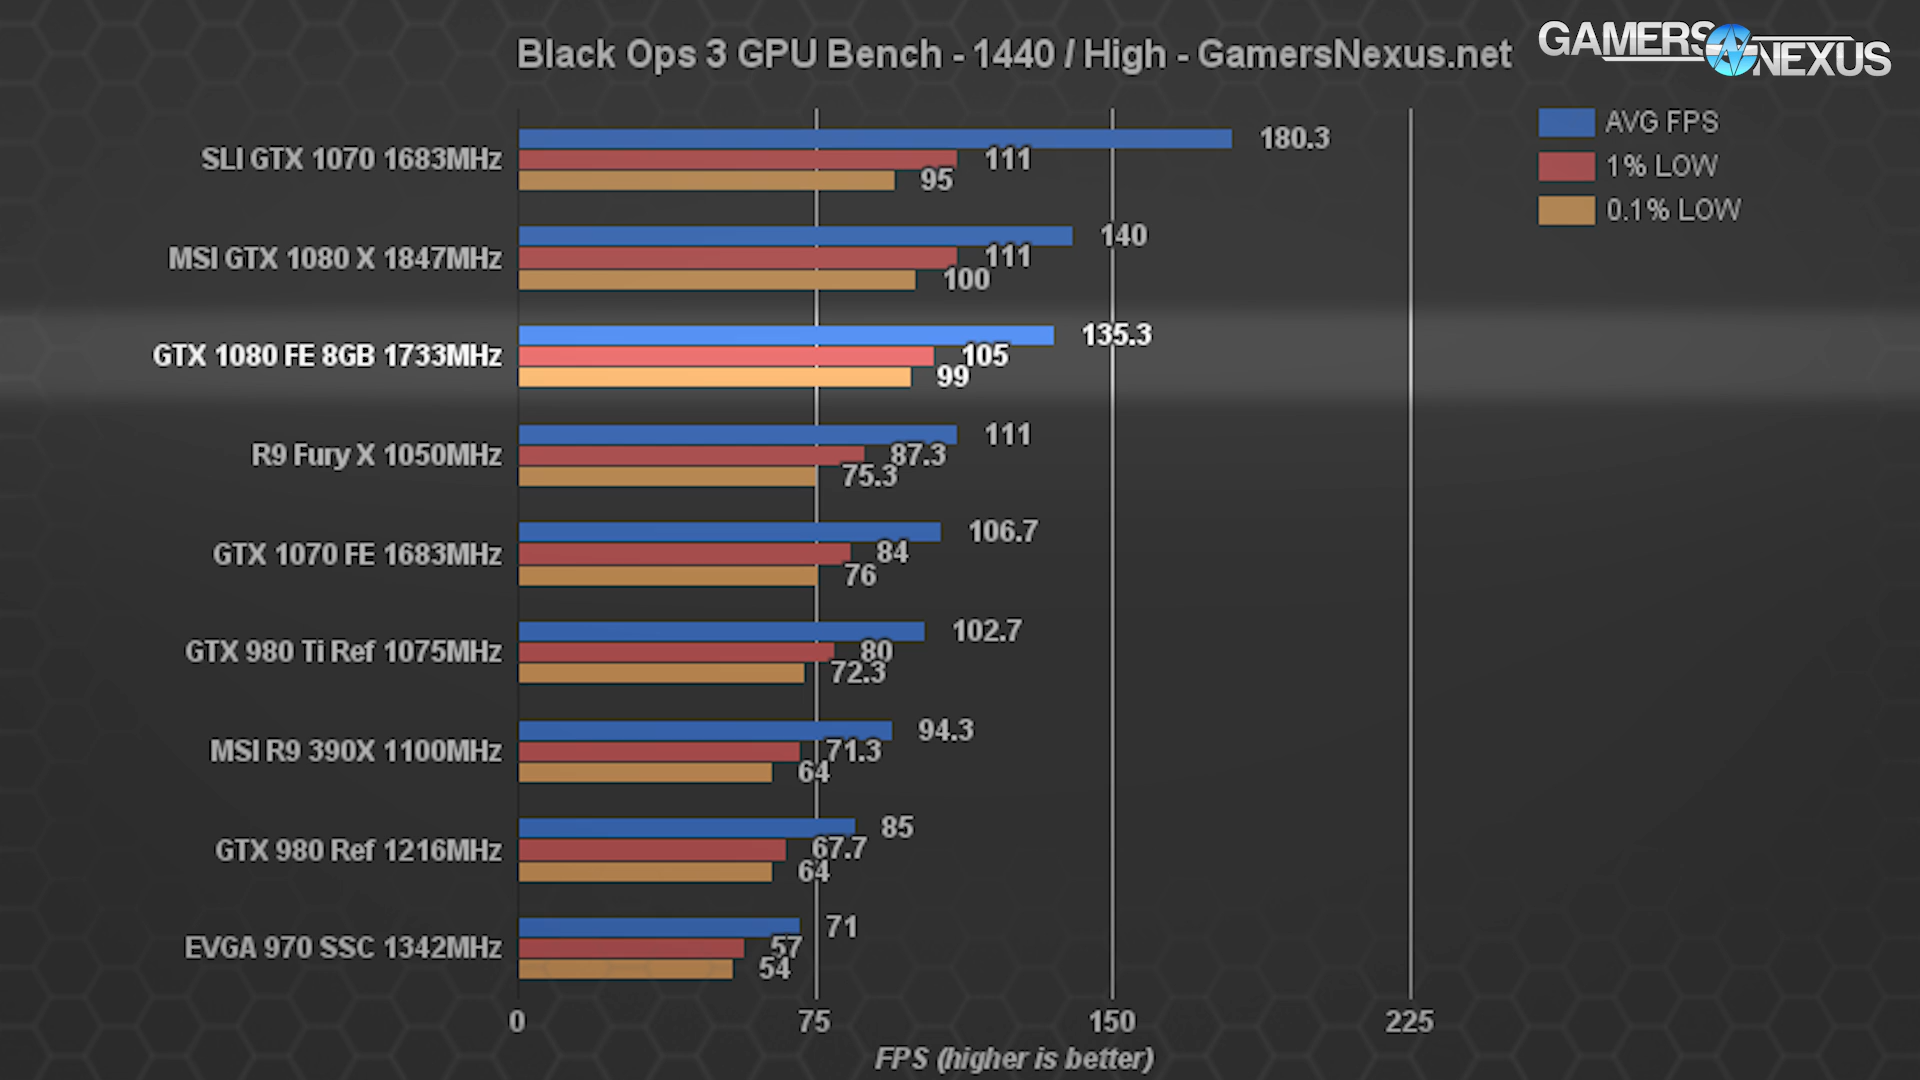 Black Ops 3 GPU Bench - 1440 / High - GamersNexus.net
GAMERS NEXUS
AVG FPS
1% LOW
0.1% LOW
SLI GTX 1070 1683MHz
180.3
111
95
MSI GTX 1080 X 1847MHz
140
111
100
GTX 1080 FE 8GB 1733MHz
135.3
105
99
R9 Fury X 1050MHz
111
87.3
75.3
GTX 1070 FE 1683MHz
106.7
84
76
GTX 980 Ti Ref 1075MHz
102.7
80
72.3
MSI R9 390X 1100MHz
94.3
71.3
64
GTX 980 Ref 1216MHz
85
67.7
64
EVGA 970 SSC 1342MHz
71
57
54
0 75 150 225
FPS (higher is better)